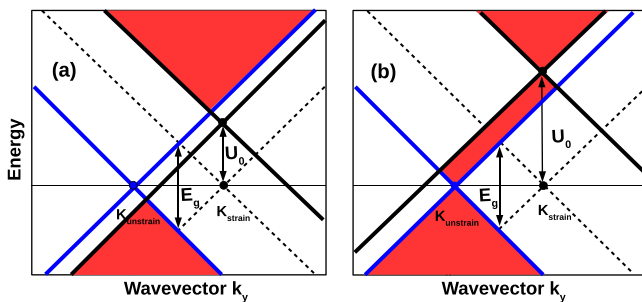 (a)
U0
Eg
Kunstrain
Kstrain
Energy
Wavevector ky
(b)
U0
Eg
Kunstrain
Kstrain
Wavevector ky